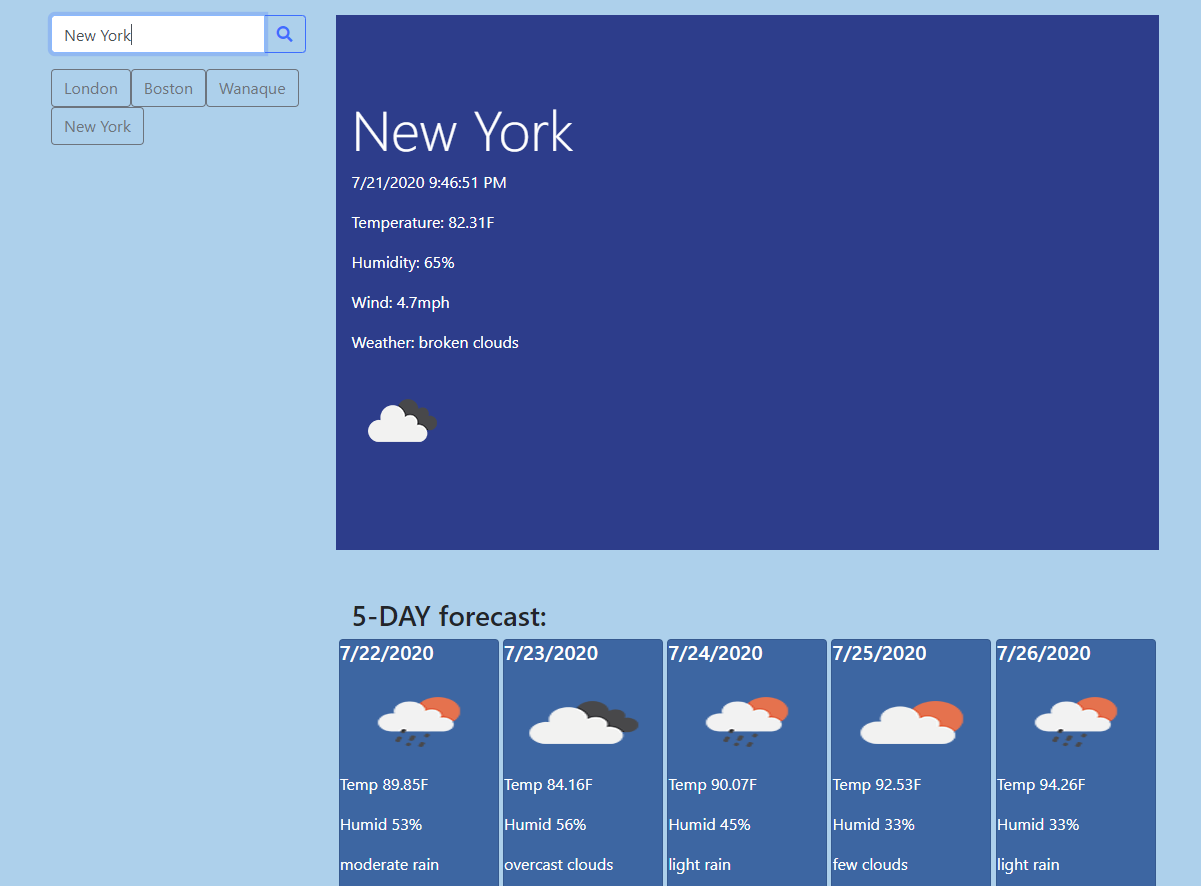 New York
London Boston Wanaque
New York
New York
7/21/2020 9:46:51 PM
Temperature: 82.31F
Humidity: 65%
Wind: 4.7mph
Weather: broken clouds
5-DAY forecast:
7/22/2020
Temp 89.85F
Humid 53%
moderate rain
7/23/2020
Temp 84.16F
Humid 56%
overcast clouds
7/24/2020
Temp 90.07F
Humid 45%
light rain
7/25/2020
Temp 92.53F
Humid 33%
few clouds
7/26/2020
Temp 94.26F
Humid 33%
light rain